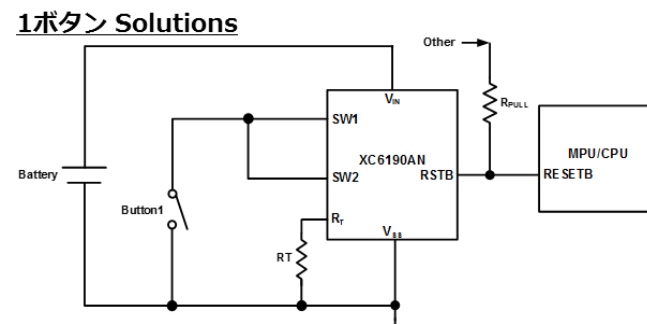 1ボタン Solutions
Other
VIN
RPULL
SW1
MPU/CPU
XC6190AN
Battery
SW2
RSTB
RESETB
Button1
RT
RT
VSS